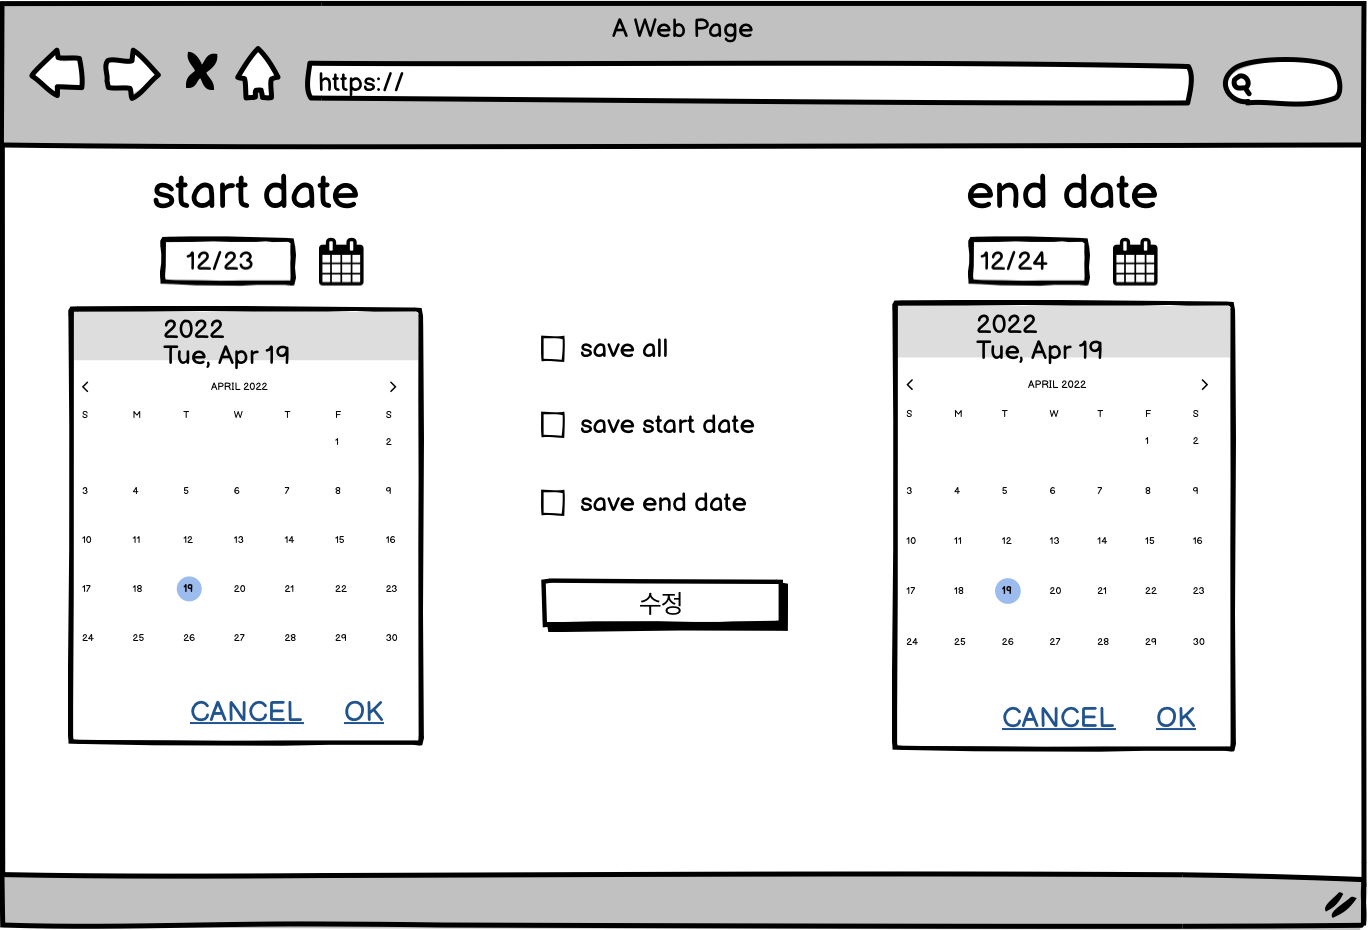 A Web Page
https://
start date
end date
12/23
12/24
2022
Tue, Apr 19
APRIL 2022
S M T W T F S
1 2
3 4 5 6 7 8 9
10 11 12 13 14 15 16
17 18 19 20 21 22 23
24 25 26 27 28 29 30
CANCEL OK
save all
save start date
save end date
수정
2022
Tue, Apr 19
APRIL 2022
S M T W T F S
1 2
3 4 5 6 7 8 9
10 11 12 13 14 15 16
17 18 19 20 21 22 23
24 25 26 27 28 29 30
CANCEL OK